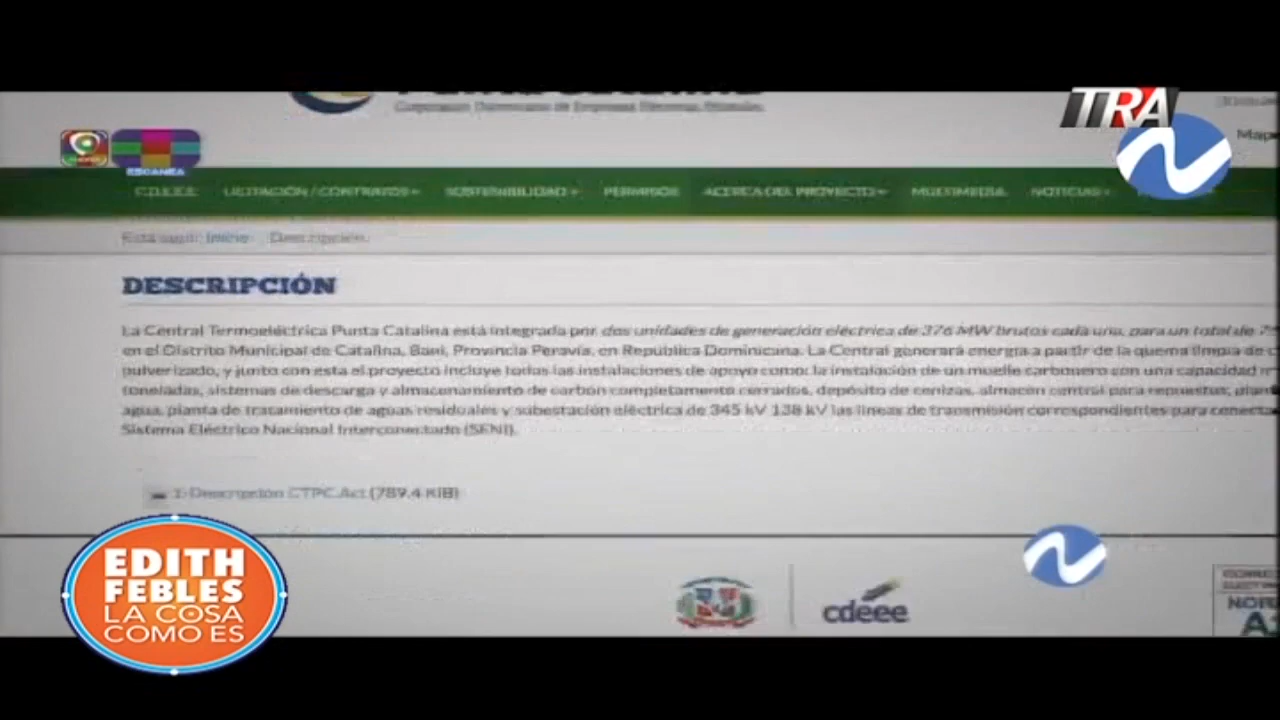 TRA
Corporación Dominicana de Empresas Eléctricas Estatales
Mapa
ESCANEA
C.D.E.E.E. LICITACIÓN / CONTRATOS SOSTENIBILIDAD PERMISOS ACERCA DEL PROYECTO MULTIMEDIA NOTICIAS
Está aquí: Inicio Descripción
DESCRIPCIÓN
La Central Termoeléctrica Punta Catalina está integrada por dos unidades de generación eléctrica de 376 MW brutos cada una, para un total de
en el Distrito Municipal de Catalina, Baní, Provincia Peravia, en República Dominicana. La Central generará energía a partir de la quema limpia de
pulverizado, y junto con esta el proyecto incluye todas las instalaciones de apoyo como: la instalación de un muelle carbonero con una capacidad
toneladas, sistemas de descarga y almacenamiento de carbón completamente cerrados, depósito de cenizas, almacén central para repuestos,
agua, planta de tratamiento de aguas residuales y subestación eléctrica de 345 kV 138 kV las líneas de transmisión correspondientes para
Sistema Eléctrico Nacional Interconectado (SENI).
1-Descripción CTPC Act (789.4 KiB)
EDITH
FEBLES
LA COSA
COMO ES
cdeee